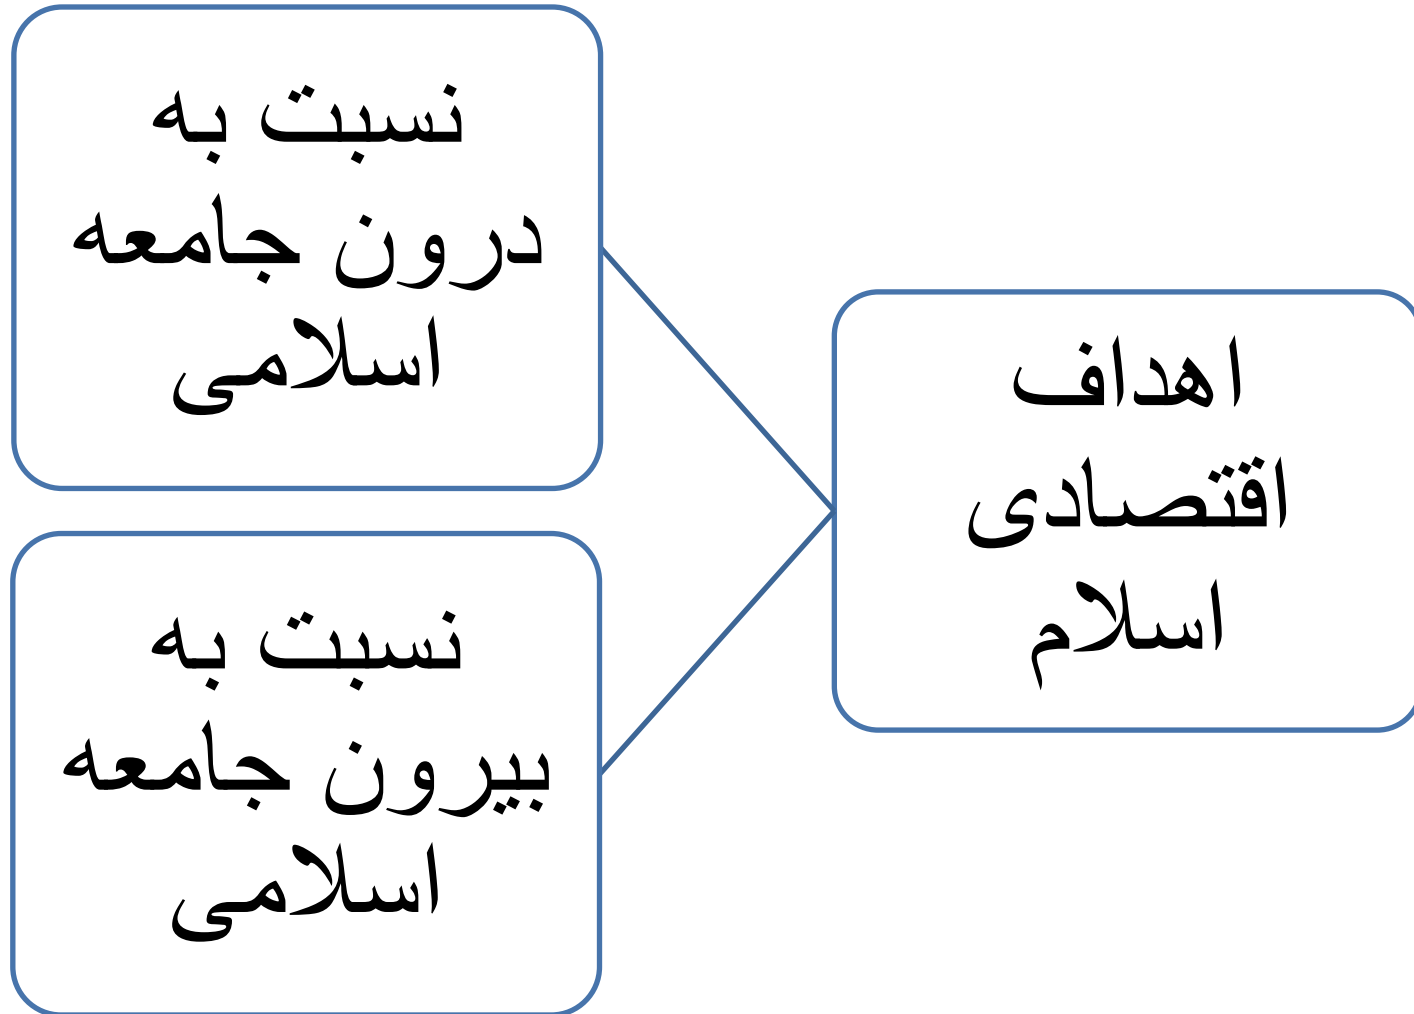 اهداف
اقتصادی
اسلام
نسبت به
درون جامعه
اسلامی
نسبت به
بیرون جامعه
اسلامی